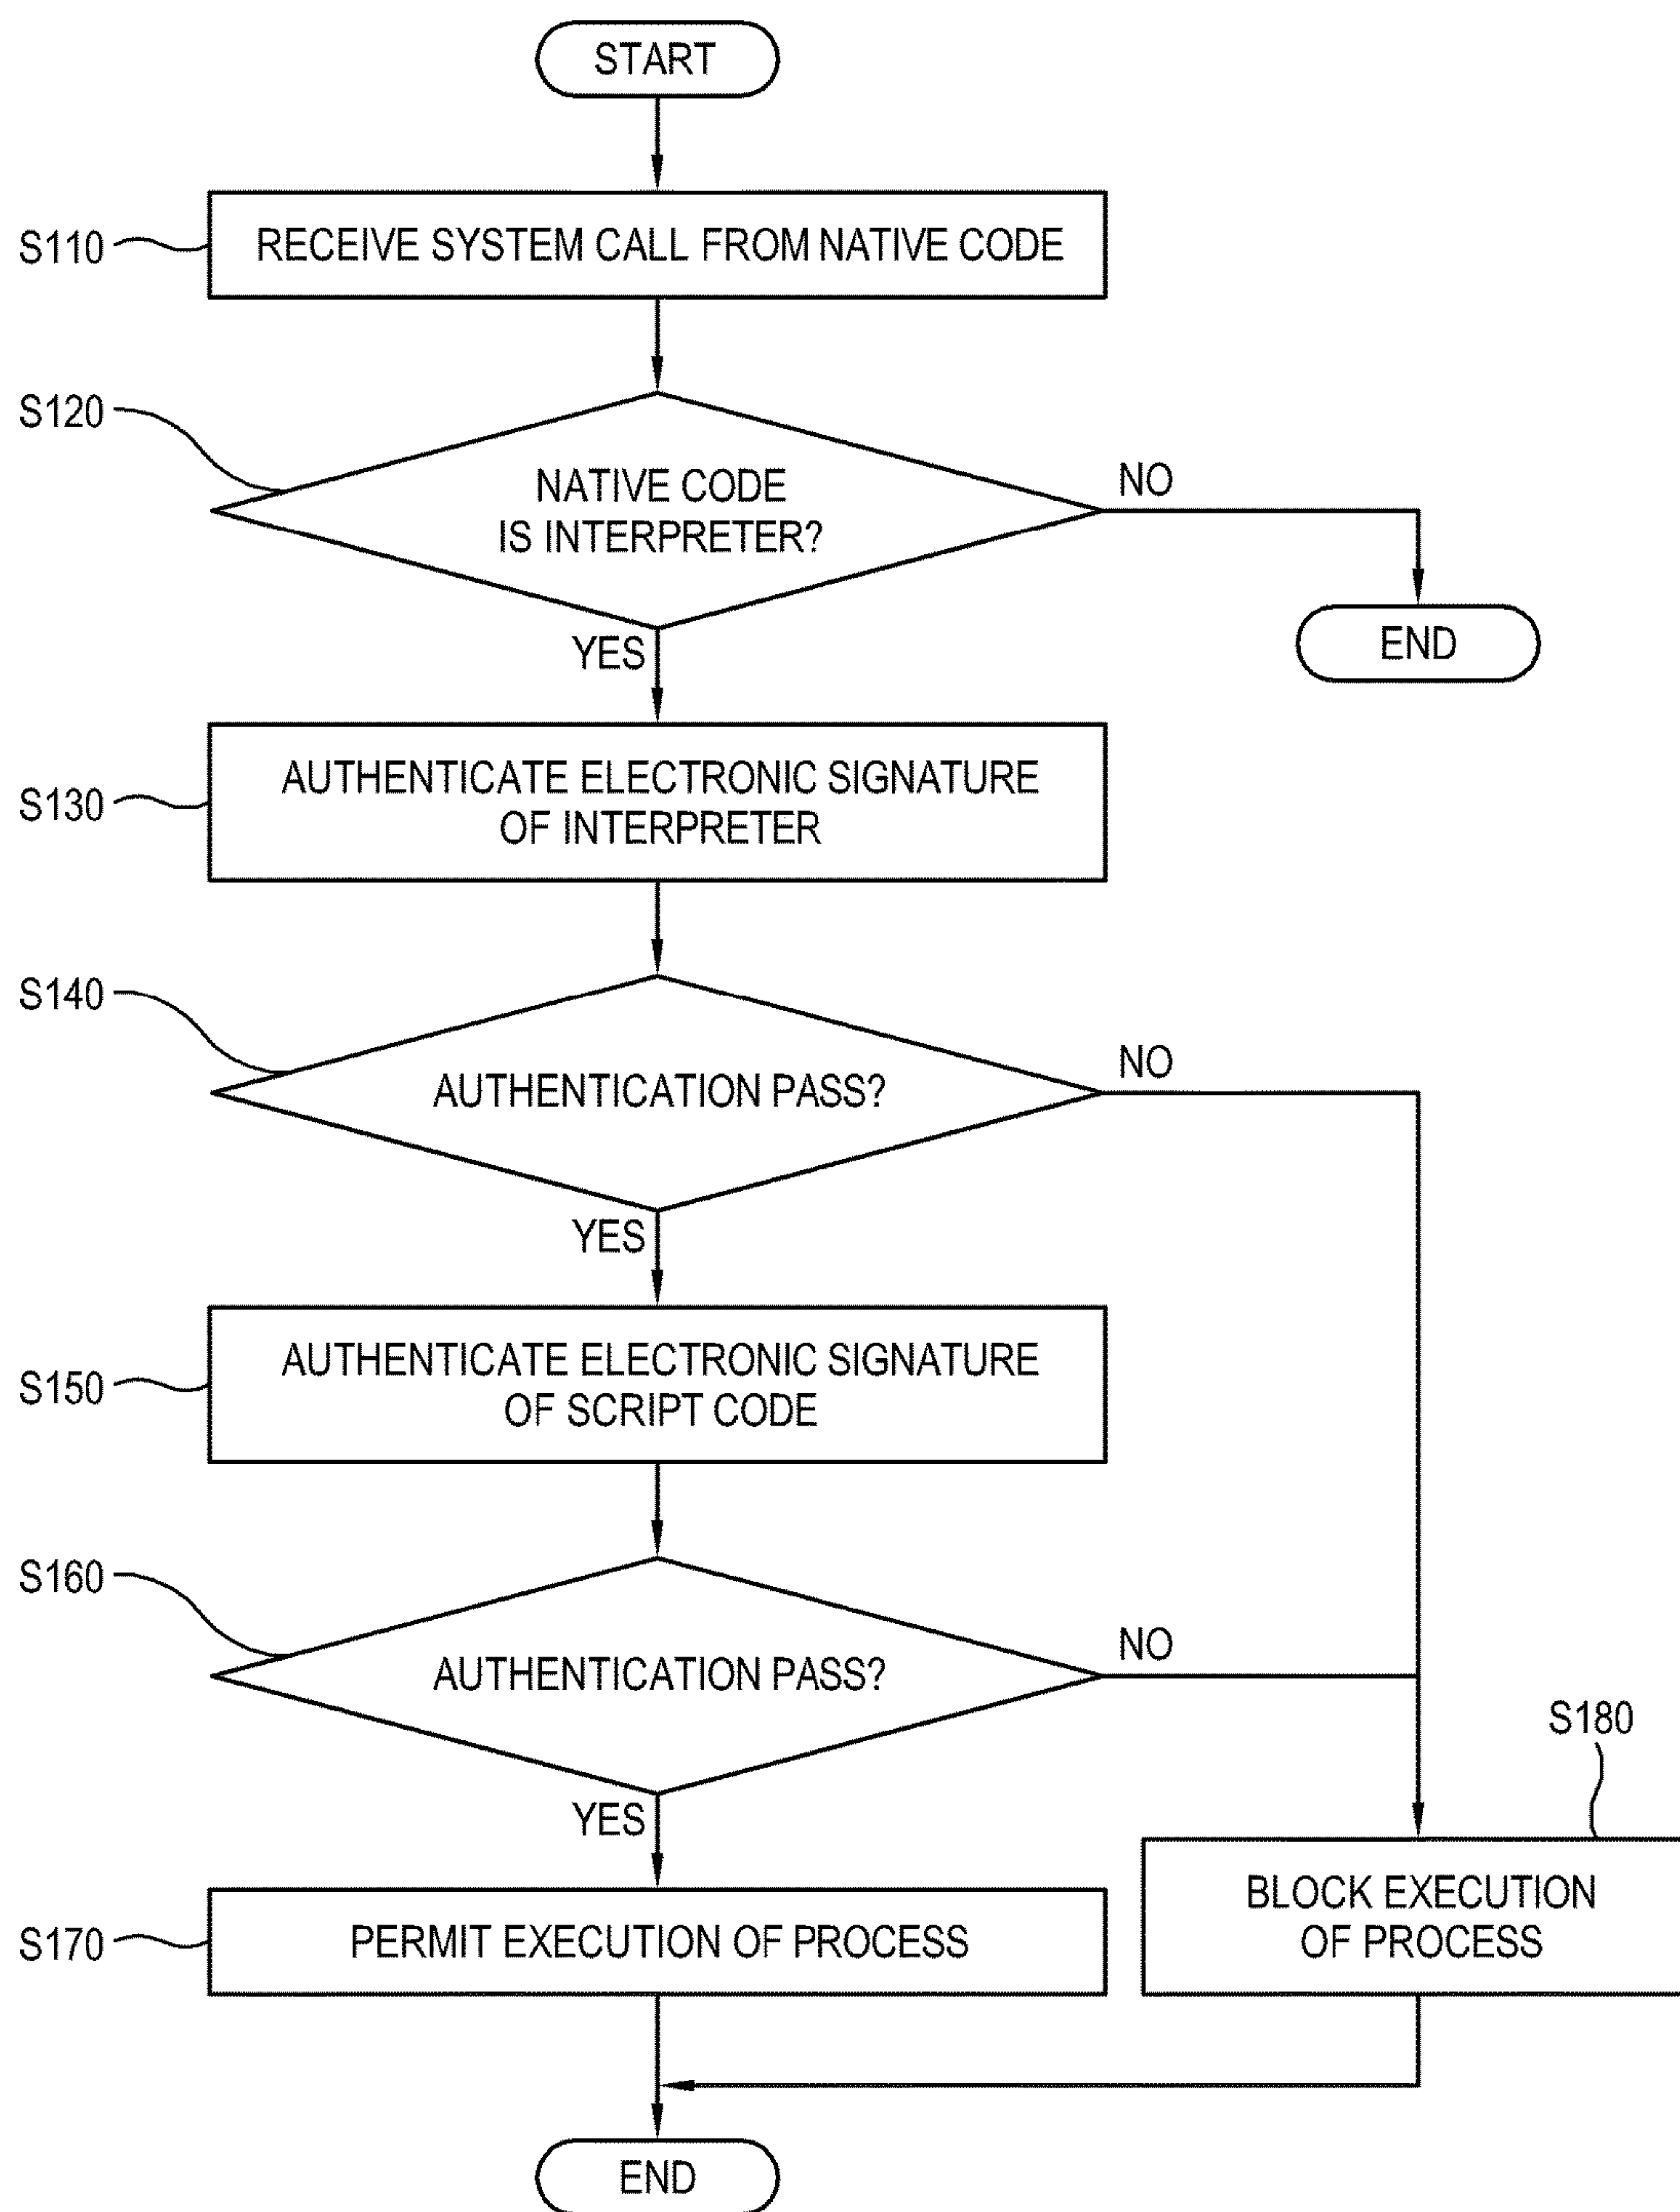 START
S110
RECEIVE SYSTEM CALL FROM NATIVE CODE
S120
NATIVE CODE
IS INTERPRETER?
NO
END
YES
S130
AUTHENTICATE ELECTRONIC SIGNATURE
OF INTERPRETER
S140
AUTHENTICATION PASS?
NO
YES
S150
AUTHENTICATE ELECTRONIC SIGNATURE
OF SCRIPT CODE
S160
AUTHENTICATION PASS?
NO
YES
S180
S170
PERMIT EXECUTION OF PROCESS
BLOCK EXECUTION
OF PROCESS
END